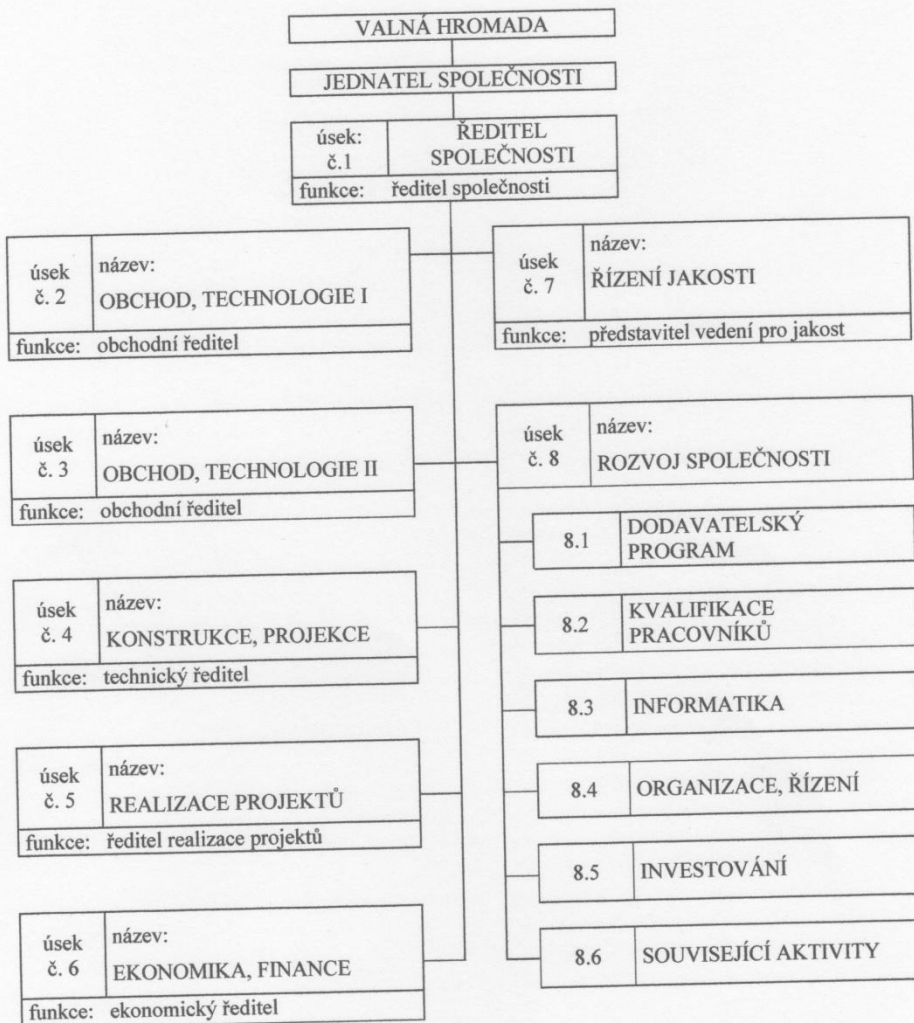 VALNÁ HROMADA
JEDNATEL SPOLEČNOSTI
úsek:
č.1
ŘEDITEL
SPOLEČNOSTI
funkce: ředitel společnosti
úsek
č. 2
název:
OBCHOD, TECHNOLOGIE I
funkce: obchodní ředitel
úsek
č. 7
název:
ŘÍZENÍ JAKOSTI
funkce: představitel vedení pro jakost
úsek
č. 3
název:
OBCHOD, TECHNOLOGIE II
funkce: obchodní ředitel
úsek
č. 8
název:
ROZVOJ SPOLEČNOSTI
8.1
DODAVATELSKÝ
PROGRAM
úsek
č. 4
název:
KONSTRUKCE, PROJEKCE
funkce: technický ředitel
8.2
KVALIFIKACE
PRACOVNÍKŮ
8.3 INFORMATIKA
úsek
č. 5
název:
REALIZACE PROJEKTŮ
funkce: ředitel realizace projektů
8.4 ORGANIZACE, ŘÍZENÍ
8.5 INVESTOVÁNÍ
úsek
č. 6
název:
EKONOMIKA, FINANCE
funkce: ekonomický ředitel
8.6 SOUVISEJÍCÍ AKTIVITY